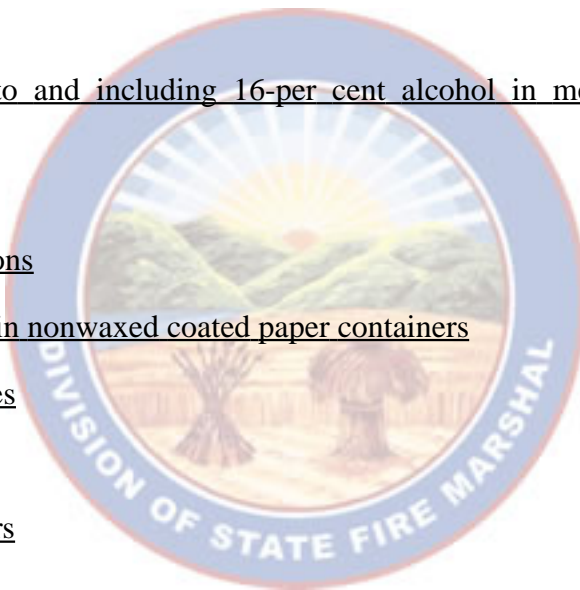 to and including 16-per cent alcohol in
ons
in nonwaxed coated paper containers
es
rs
DIVISION OF STATE FIRE MARSHAL